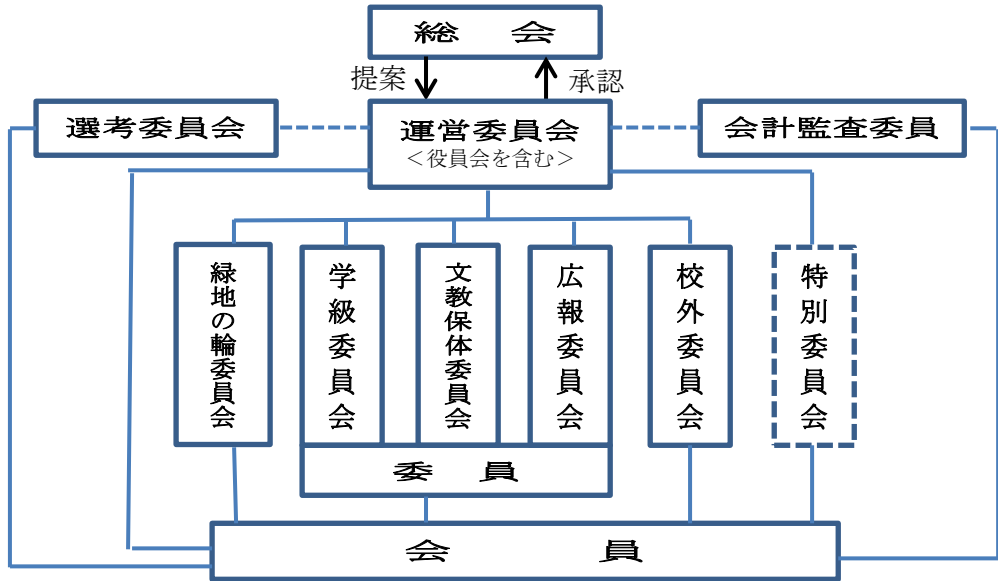 総会
提案
承認
選考委員会
運営委員会
＜役員会を含む＞
会計監査委員
緑地の輪委員会
学級委員会
文教保体委員会
広報委員会
校外委員会
特別委員会
委員
会員